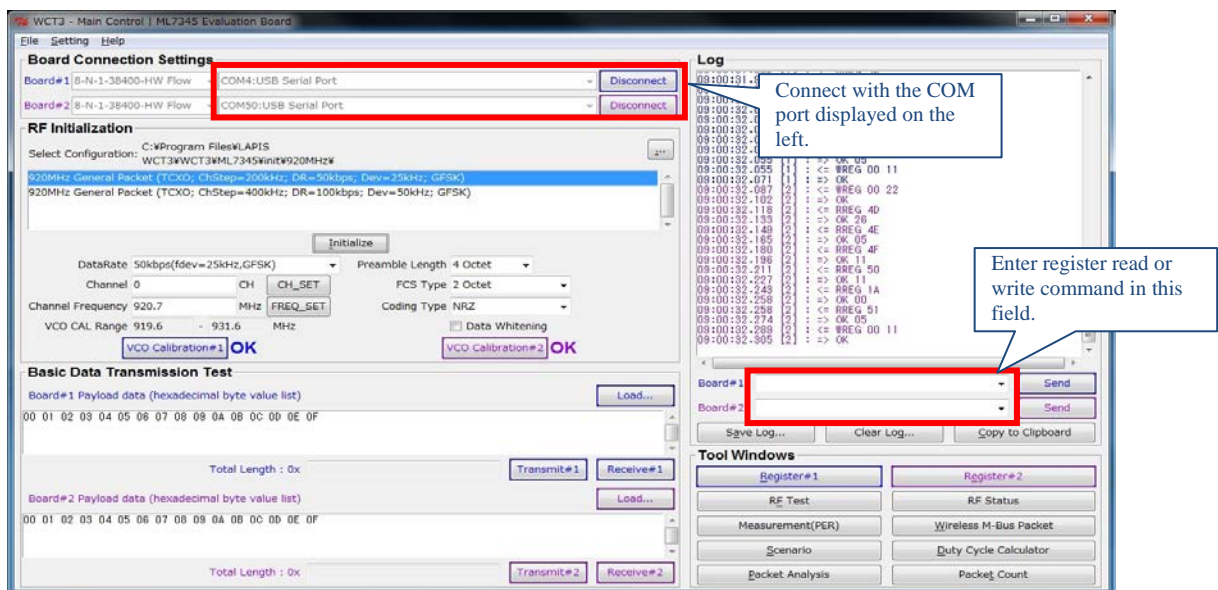 WCT3 - Main Control | ML7345 Evaluation Board
File Setting Help
Board Connection Settings
Board#1 8-N-1-38400-HW Flow COM4:USB Serial Port Disconnect
Board#2 8-N-1-38400-HW Flow COM50:USB Serial Port Disconnect
RF Initialization
Select Configuration: C:¥Program Files¥LAPIS
WCT3¥WCT3¥ML7345¥init¥920MHz¥
...
920MHz General Packet (TCXO; ChStep=200kHz; DR=50kbps; Dev=25kHz; GFSK)
920MHz General Packet (TCXO; ChStep=400kHz; DR=100kbps; Dev=50kHz; GFSK)
Initialize
DataRate 50kbps(fdev=25kHz,GFSK) Preamble Length 4 Octet
Channel 0 CH CH_SET FCS Type 2 Octet
Channel Frequency 920.7 MHz FREQ_SET Coding Type NRZ
VCO CAL Range 919.6 - 931.6 MHz Data Whitening
VCO Calibration#1 OK VCO Calibration#2 OK
Basic Data Transmission Test
Board#1 Payload data (hexadecimal byte value list) Load...
00 01 02 03 04 05 06 07 08 09 0A 0B 0C 0D 0E 0F
Total Length : 0x Transmit#1 Receive#1
Board#2 Payload data (hexadecimal byte value list) Load...
00 01 02 03 04 05 06 07 08 09 0A 0B 0C 0D 0E 0F
Total Length : 0x Transmit#2 Receive#2
Log
Connect with the COM
port displayed on the
left.
09:00:32.055 [1] : <= WREG 00 11
09:00:32.071 [1] : => OK
09:00:32.087 [2] : <= WREG 00 22
09:00:32.102 [2] : => OK
09:00:32.118 [2] : <= RREG 4D
09:00:32.133 [2] : => OK 26
09:00:32.149 [2] : <= RREG 4E
09:00:32.165 [2] : => OK 05
09:00:32.180 [2] : <= RREG 4F
09:00:32.196 [2] : => OK 11
09:00:32.211 [2] : <= RREG 50
09:00:32.227 [2] : => OK 11
09:00:32.243 [2] : <= RREG 1A
09:00:32.258 [2] : => OK 00
09:00:32.258 [2] : <= RREG 51
09:00:32.274 [2] : => OK 05
09:00:32.289 [2] : <= WREG 00 11
09:00:32.305 [2] : => OK
Enter register read or
write command in this
field.
Board#1 Send
Board#2 Send
Save Log... Clear Log... Copy to Clipboard
Tool Windows
Register#1 Register#2
RF Test RF Status
Measurement(PER) Wireless M-Bus Packet
Scenario Duty Cycle Calculator
Packet Analysis Packet Count